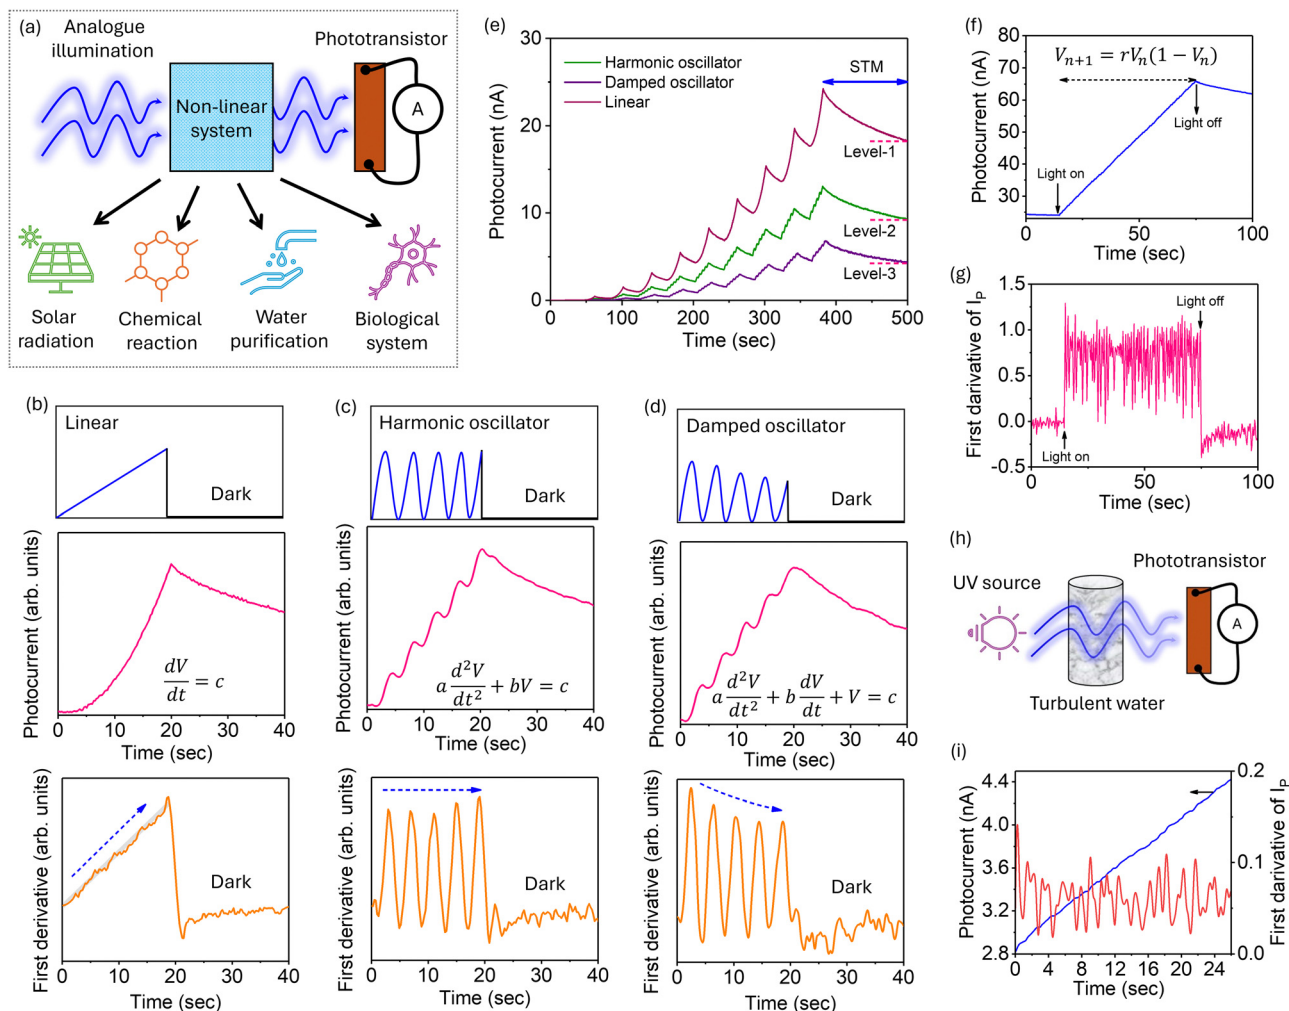 (a)
Analogue
illumination
Non-linear
system
Phototransistor
A
Solar
radiation
Chemical
reaction
Water
purification
Biological
system
(e)
Photocurrent (nA)
30
20
10
0
Harmonic oscillator
Damped oscillator
Linear
STM
Level-1
Level-2
Level-3
0 100 200 300 400 500
Time (sec)
(f)
Photocurrent (nA)
80
70
60
50
40
30
V_{n+1} = rV_n(1 − V_n)
Light on
Light off
0 50 100
Time (sec)
(g)
First darivative of I_P
1.5
1.0
0.5
0.0
-0.5
Light off
Light on
0 50 100
Time (sec)
(b)
Linear
Dark
Photocurrent (arb. units)
dV/dt = c
0 10 20 30 40
Time (sec)
First derivative (arb. units)
Dark
0 20 40
Time (sec)
(c)
Harmonic oscillator
Dark
Photocurrent (arb. units)
a d²V/dt² + bV = c
0 10 20 30 40
Time (sec)
First derivative (arb. units)
Dark
0 20 40
Time (sec)
(d)
Damped oscillator
Dark
Photocurrent (arb. units)
a d²V/dt² + b dV/dt + V = c
0 10 20 30 40
Time (sec)
First derivative (arb. units)
Dark
0 20 40
Time (sec)
(h)
UV source
Phototransistor
A
Turbulent water
(i)
Photocurrent (nA)
4.4
4.0
3.6
3.2
2.8
0.2
0.1
0.0
First darivative of I_P
0 4 8 12 16 20 24
Time (sec)